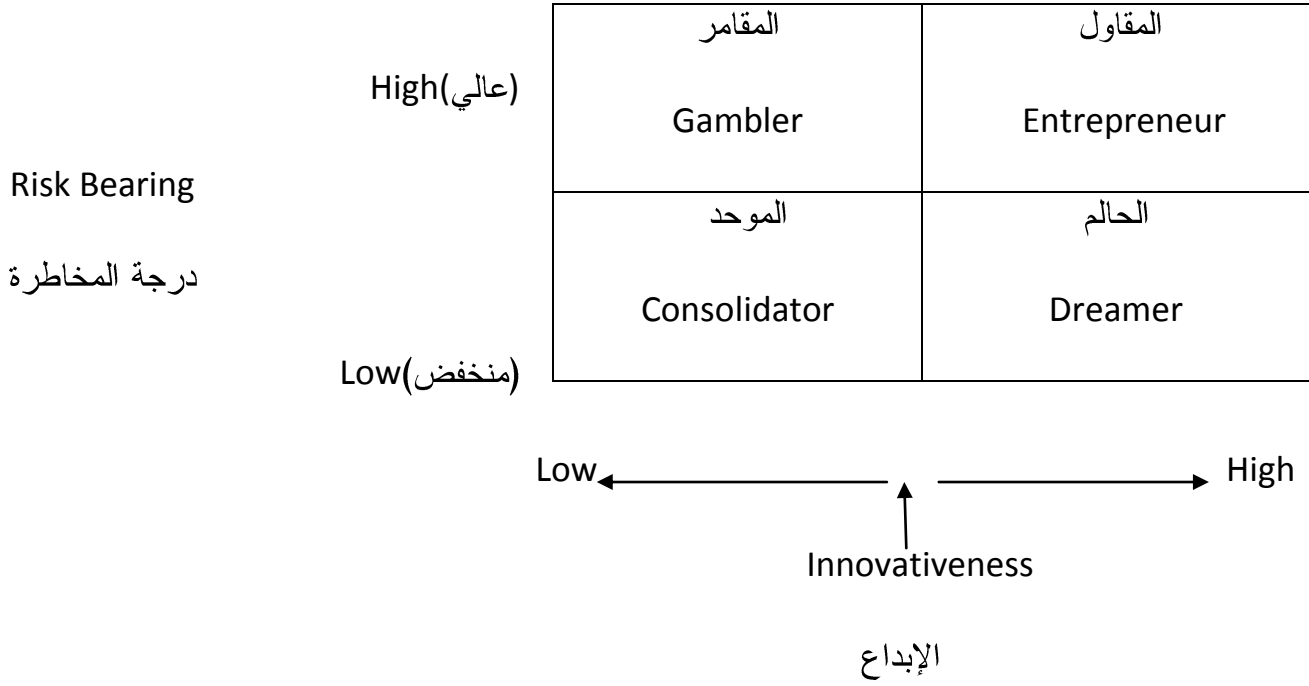 المقامر
المقاول
High(عالي)
Gambler
Entrepreneur
Risk Bearing
الموحد
الحالم
درجة المخاطرة
Consolidator
Dreamer
Low(منخفض)
Low
High
Innovativeness
الإبداع